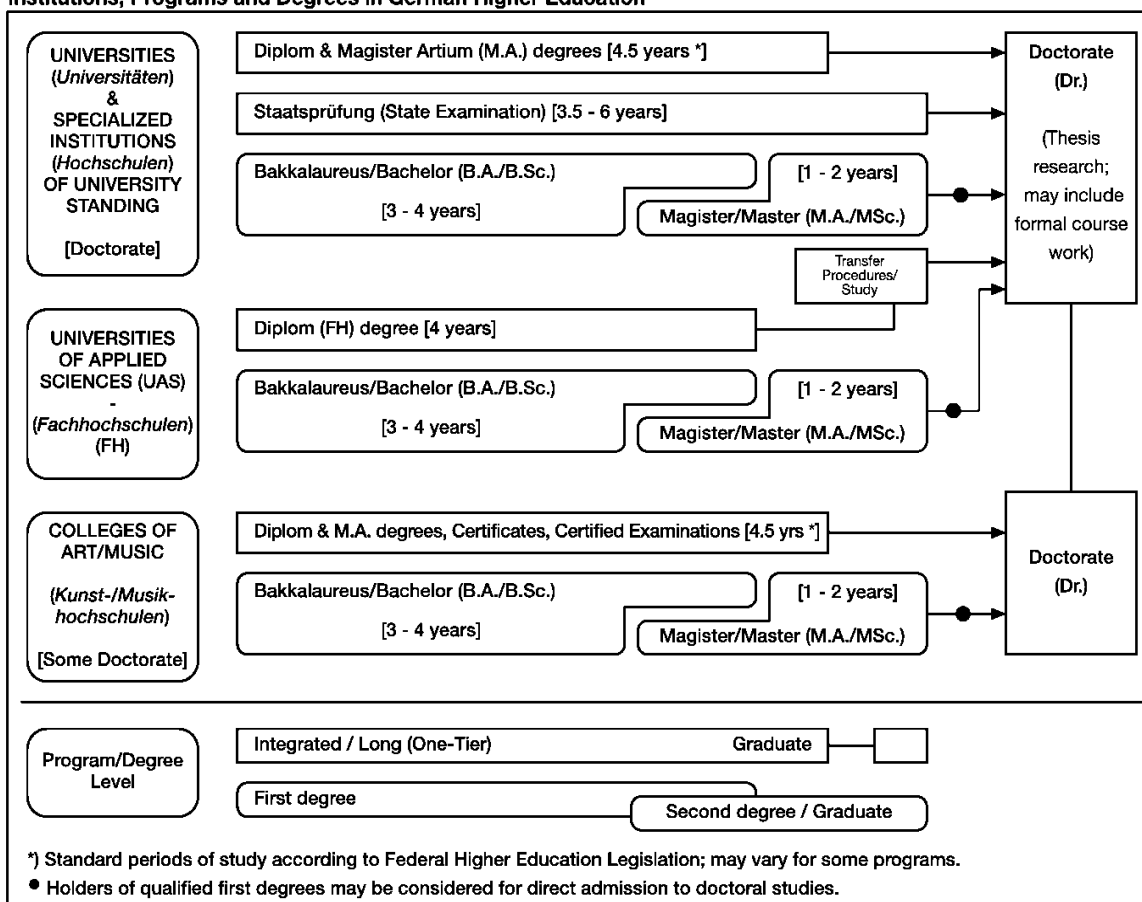 Institutions, Programs and Degrees in German Higher Education
UNIVERSITIES
(Universitäten)
&
SPECIALIZED
INSTITUTIONS
(Hochschulen)
OF UNIVERSITY
STANDING
[Doctorate]
Diplom & Magister Artium (M.A.) degrees [4.5 years *]
Staatsprüfung (State Examination) [3.5 - 6 years]
Bakkalaureus/Bachelor (B.A./B.Sc.)
[3 - 4 years]
[1 - 2 years]
Magister/Master (M.A./MSc.)
Transfer
Procedures/
Study
Doctorate
(Dr.)
(Thesis
research;
may include
formal course
work)
UNIVERSITIES
OF APPLIED
SCIENCES (UAS)
-
(Fachhochschulen)
(FH)
Diplom (FH) degree [4 years]
Bakkalaureus/Bachelor (B.A./B.Sc.)
[3 - 4 years]
[1 - 2 years]
Magister/Master (M.A./MSc.)
COLLEGES OF
ART/MUSIC
(Kunst-/Musik-
hochschulen)
[Some Doctorate]
Diplom & M.A. degrees, Certificates, Certified Examinations [4.5 yrs *]
Bakkalaureus/Bachelor (B.A./B.Sc.)
[3 - 4 years]
[1 - 2 years]
Magister/Master (M.A./MSc.)
Doctorate
(Dr.)
Program/Degree
Level
Integrated / Long (One-Tier) Graduate
First degree
Second degree / Graduate
*) Standard periods of study according to Federal Higher Education Legislation; may vary for some programs.
● Holders of qualified first degrees may be considered for direct admission to doctoral studies.